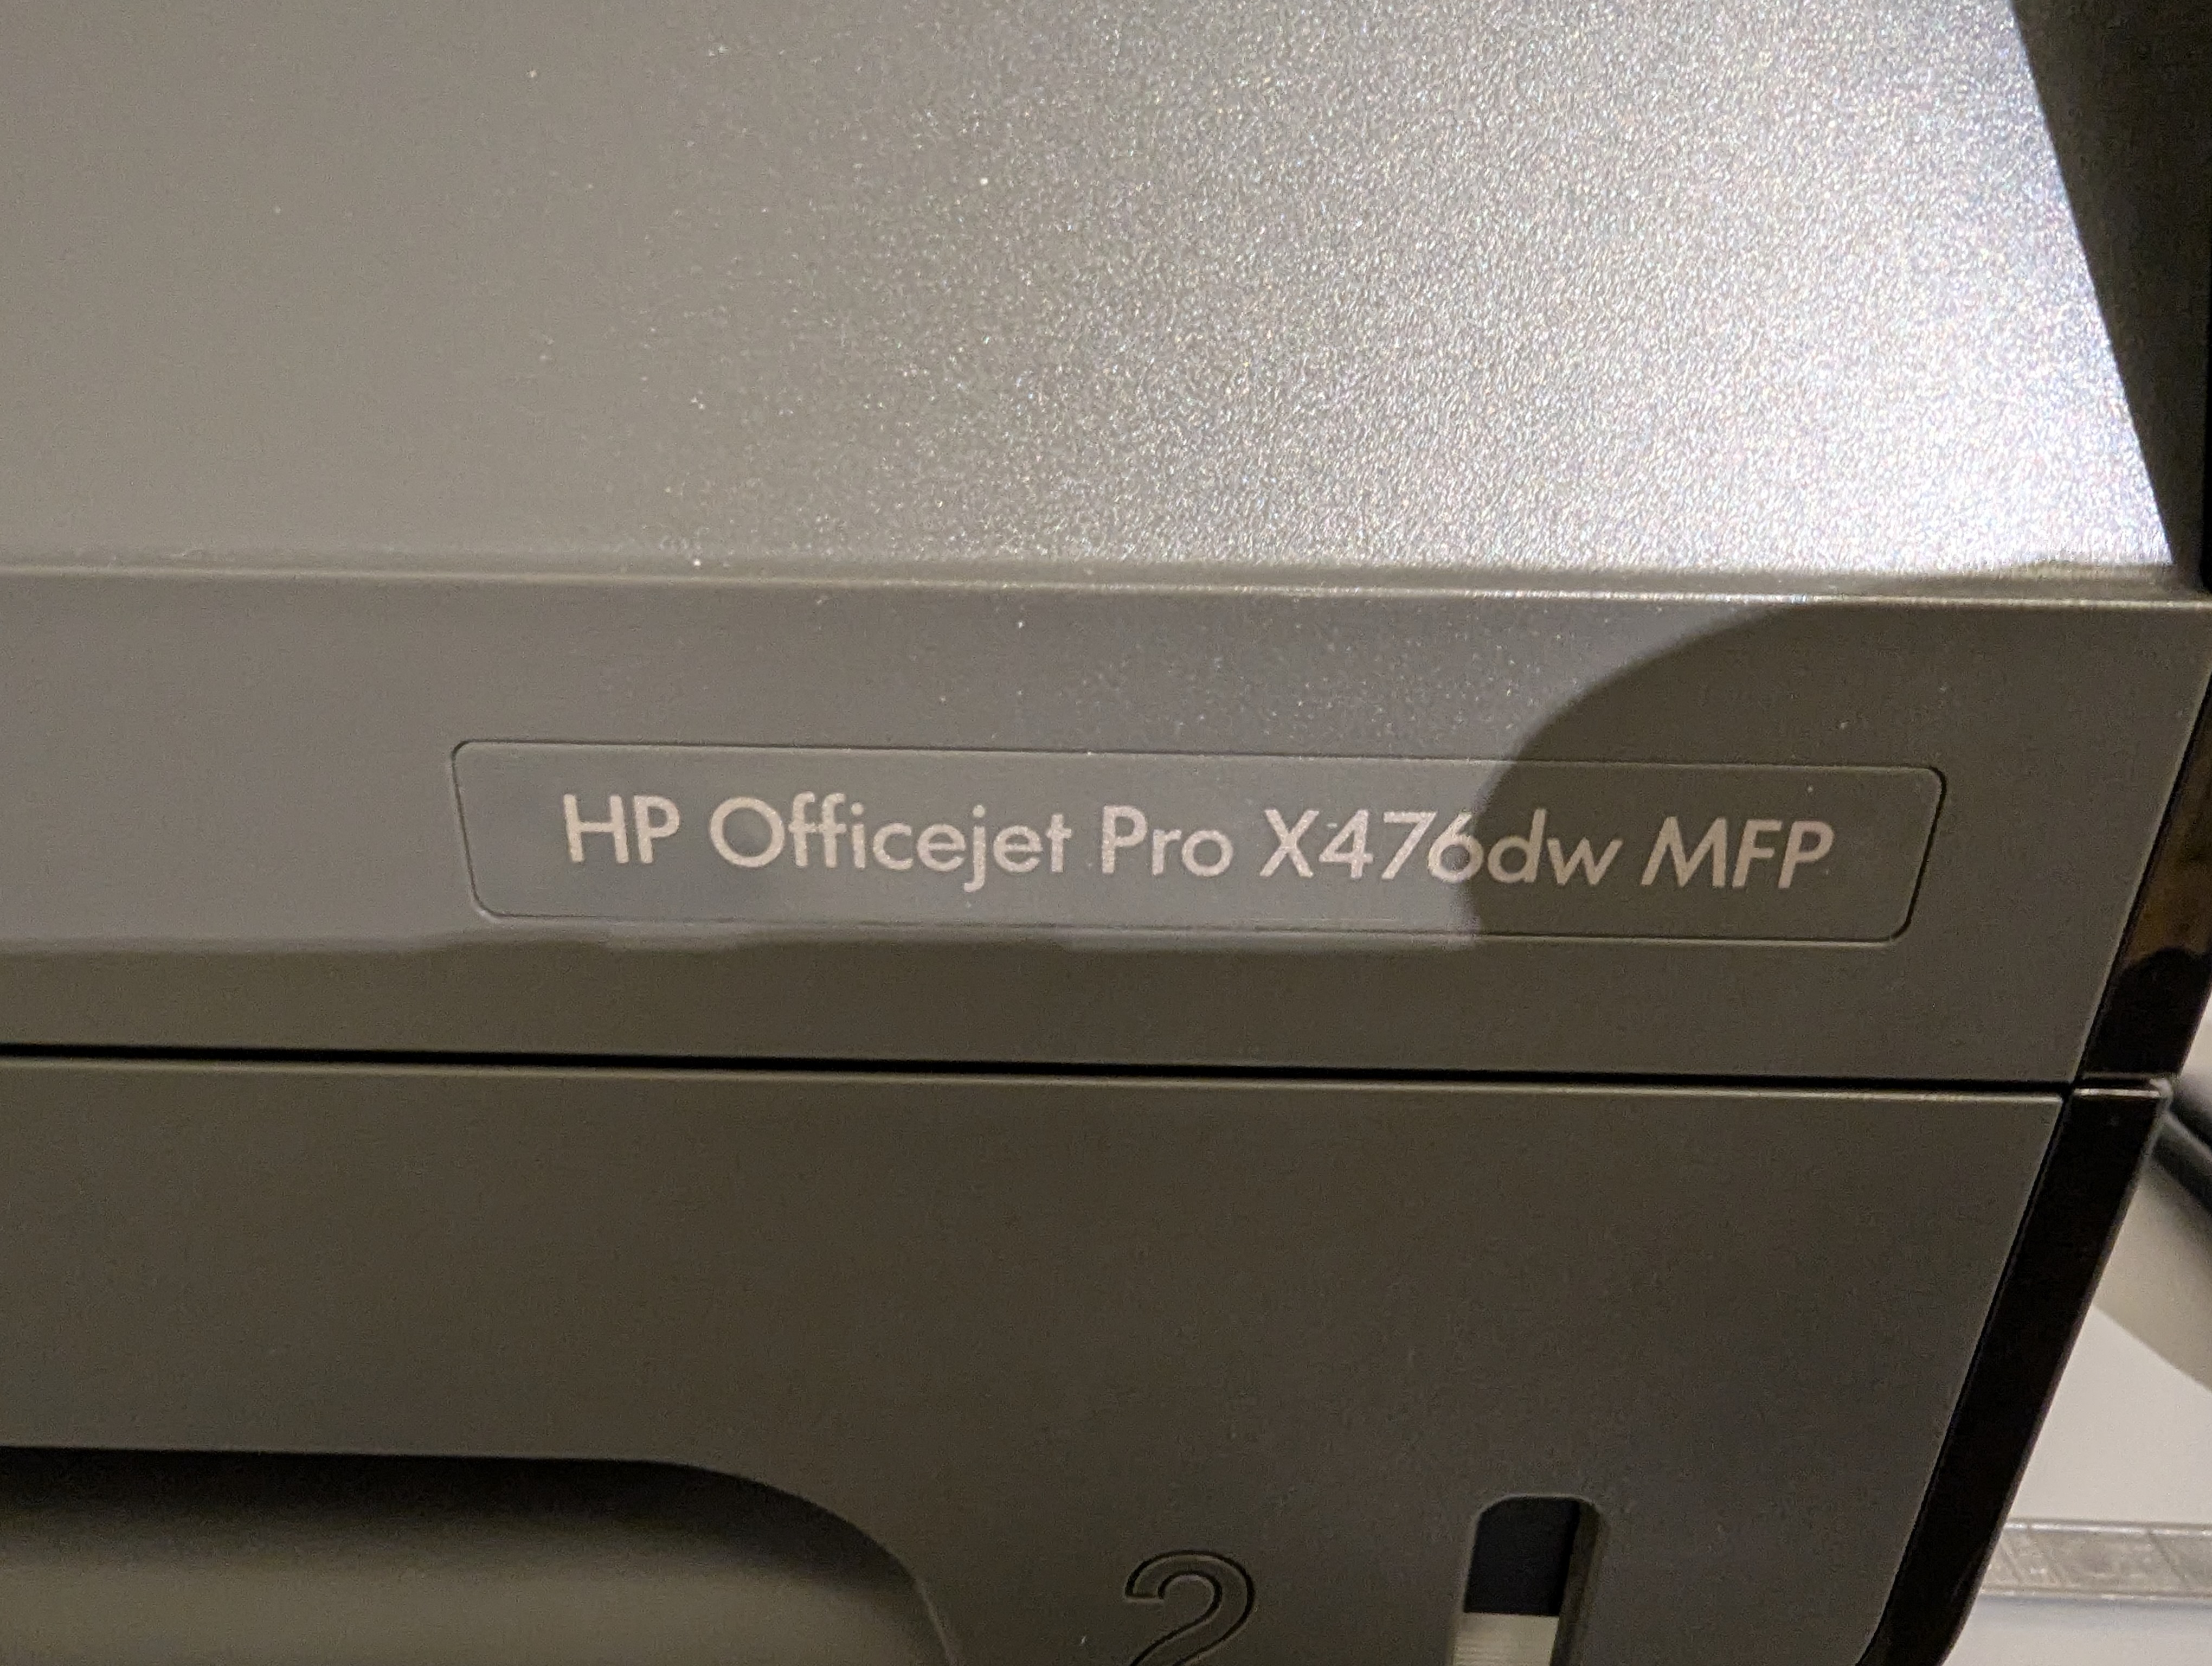 HP Officejet Pro X476dw MFP
2